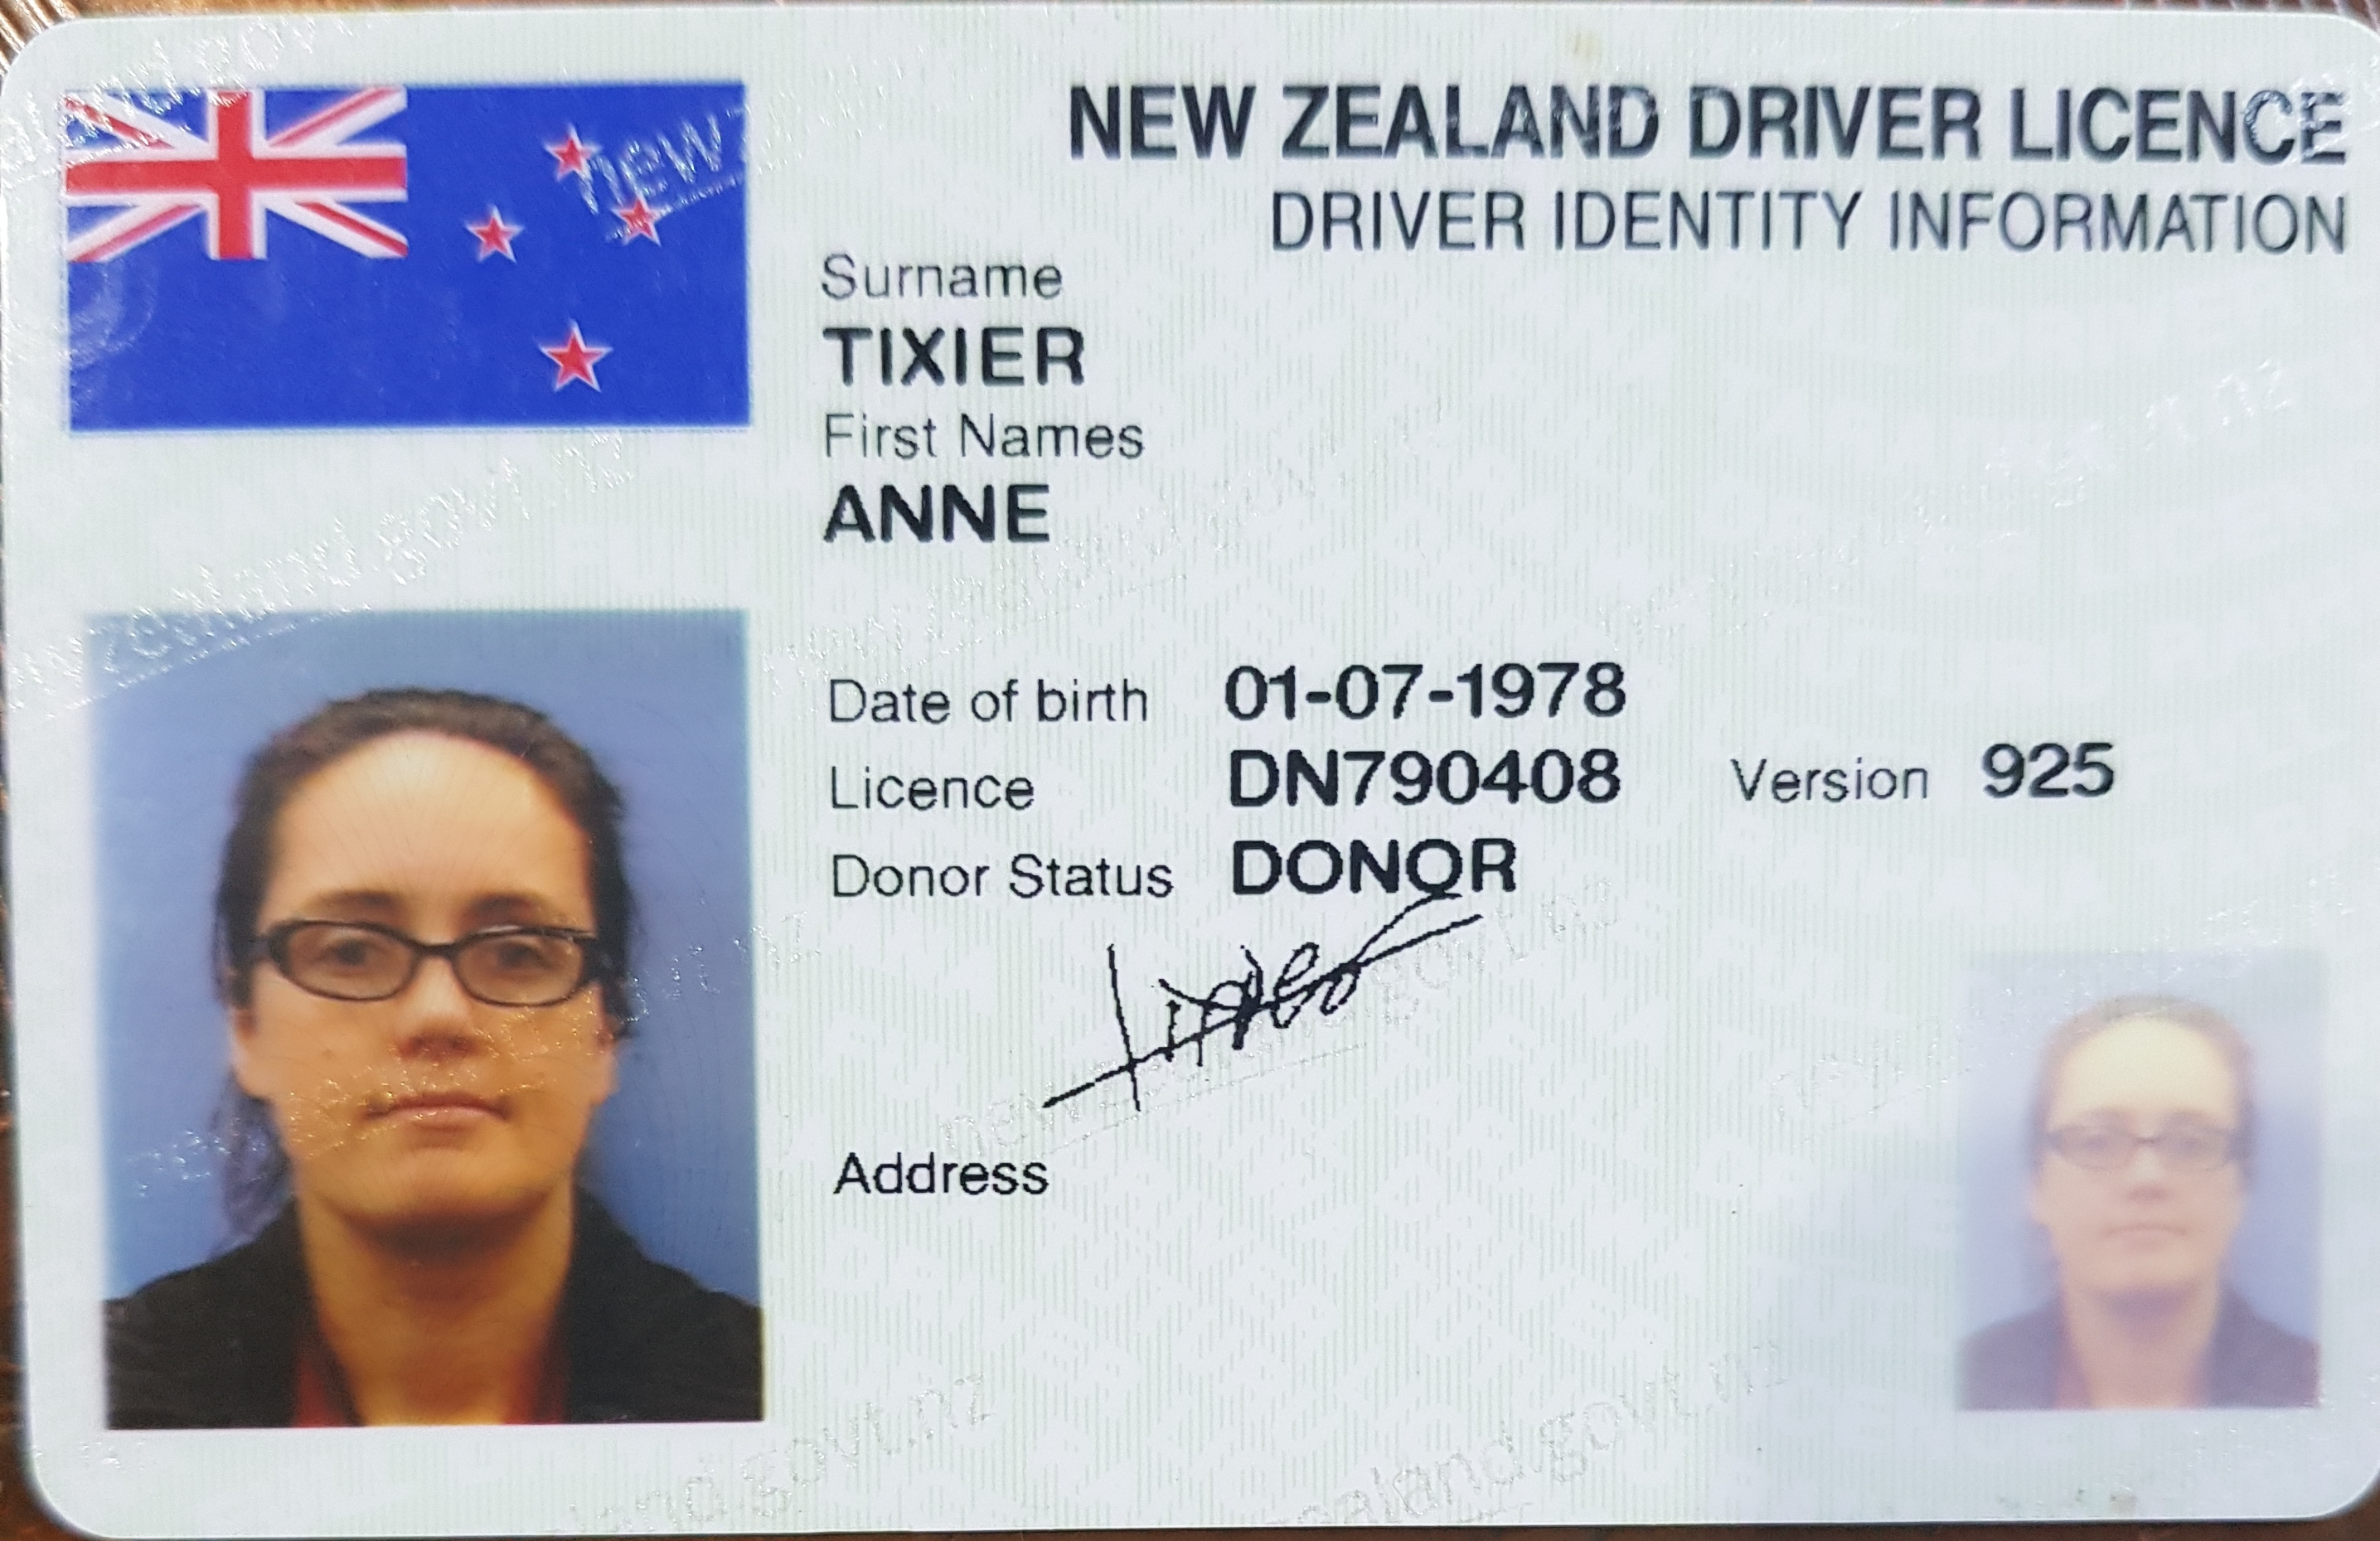 NEW ZEALAND DRIVER LICENCE
DRIVER IDENTITY INFORMATION
Surname
TIXIER
First Names
ANNE
Date of birth 01-07-1978
Licence DN790408 Version 925
Donor Status DONOR
Address
newzealand.govt.nz